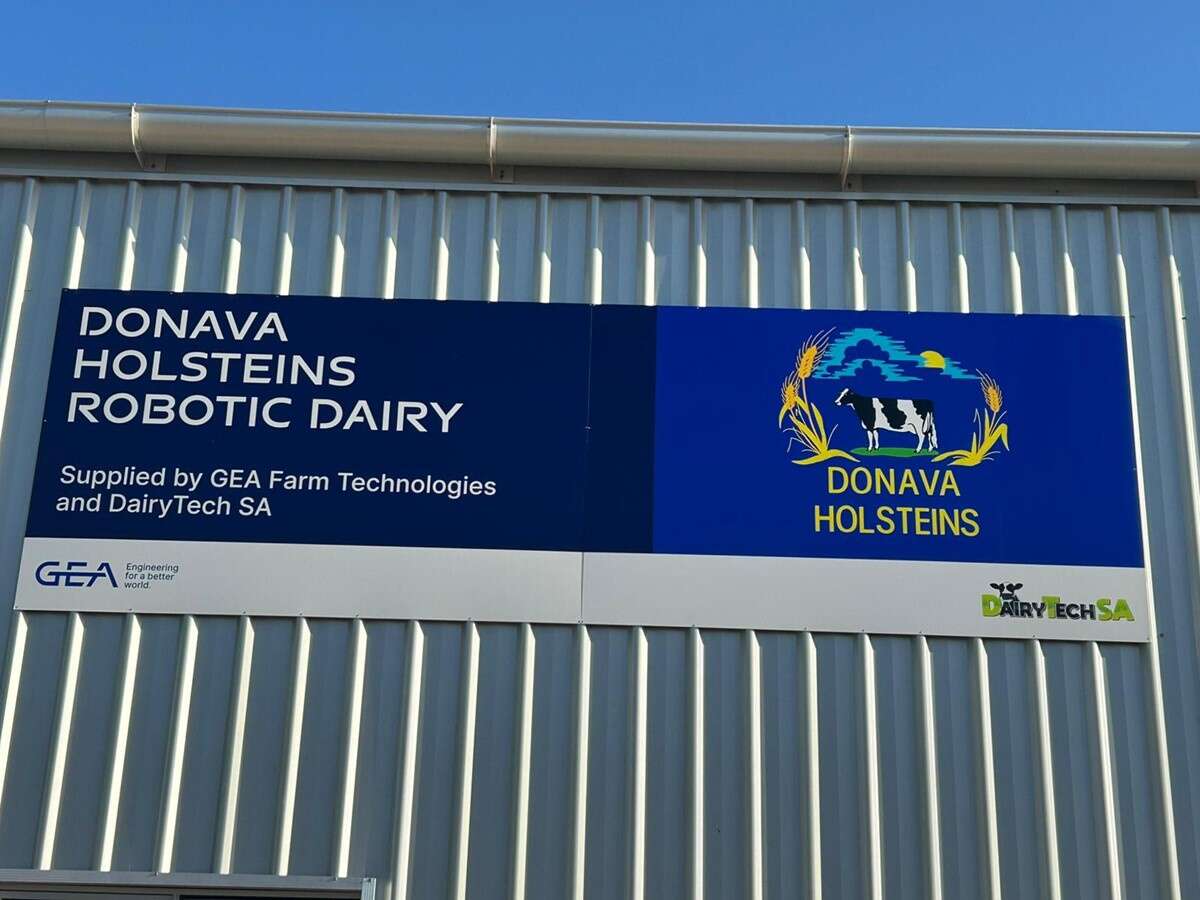 DONAVA
HOLSTEINS
ROBOTIC DAIRY
Supplied by GEA Farm Technologies
and DairyTech SA
GEA
Engineering
for a better
world.
DONAVA
HOLSTEINS
DAIRYTECHSA